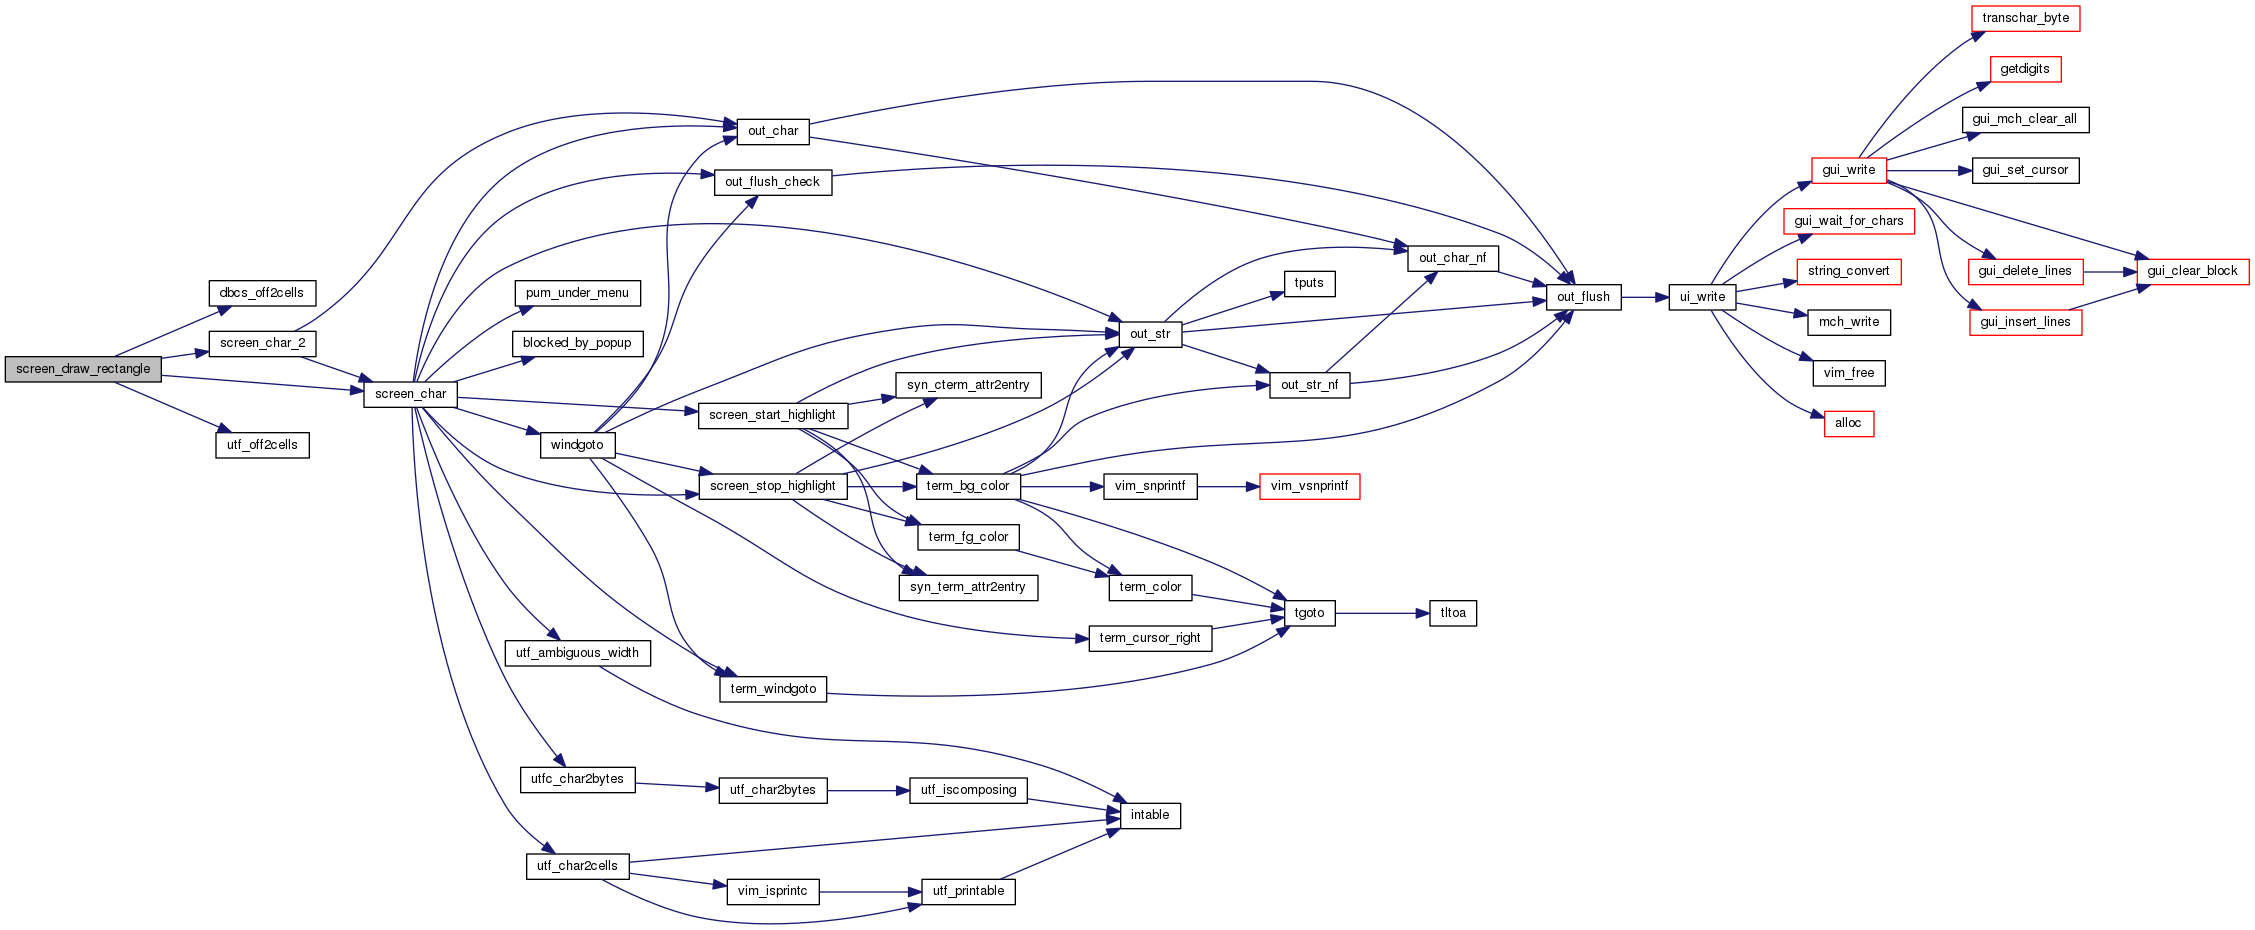 screen_draw_rectangle
dbcs_off2cells
screen_char_2
utf_off2cells
screen_char
out_char
out_flush_check
pum_under_menu
blocked_by_popup
windgoto
screen_start_highlight
screen_stop_highlight
utf_ambiguous_width
term_windgoto
utfc_char2bytes
utf_char2bytes
utf_iscomposing
utf_char2cells
vim_isprintc
utf_printable
intable
syn_cterm_attr2entry
term_bg_color
term_fg_color
syn_term_attr2entry
term_cursor_right
term_color
vim_snprintf
vim_vsnprintf
out_str
tputs
out_str_nf
out_char_nf
tgoto
tltoa
out_flush
ui_write
gui_write
gui_wait_for_chars
string_convert
mch_write
vim_free
alloc
transchar_byte
getdigits
gui_mch_clear_all
gui_set_cursor
gui_delete_lines
gui_insert_lines
gui_clear_block